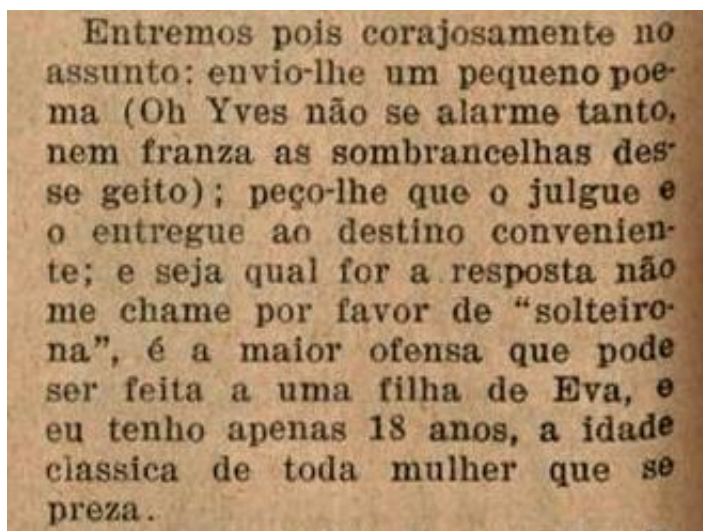 Entremos pois corajosamente no
assunto: envio-lhe um pequeno poe-
ma (Oh Yves não se alarme tanto,
nem franza as sombrancelhas des-
se geito); peço-lhe que o julgue e
o entregue ao destino convenien-
te; e seja qual for a resposta não
me chame por favor de “solteiro-
na”, é a maior ofensa que pode
ser feita a uma filha de Eva, e
eu tenho apenas 18 anos, a idade
classica de toda mulher que se
preza.